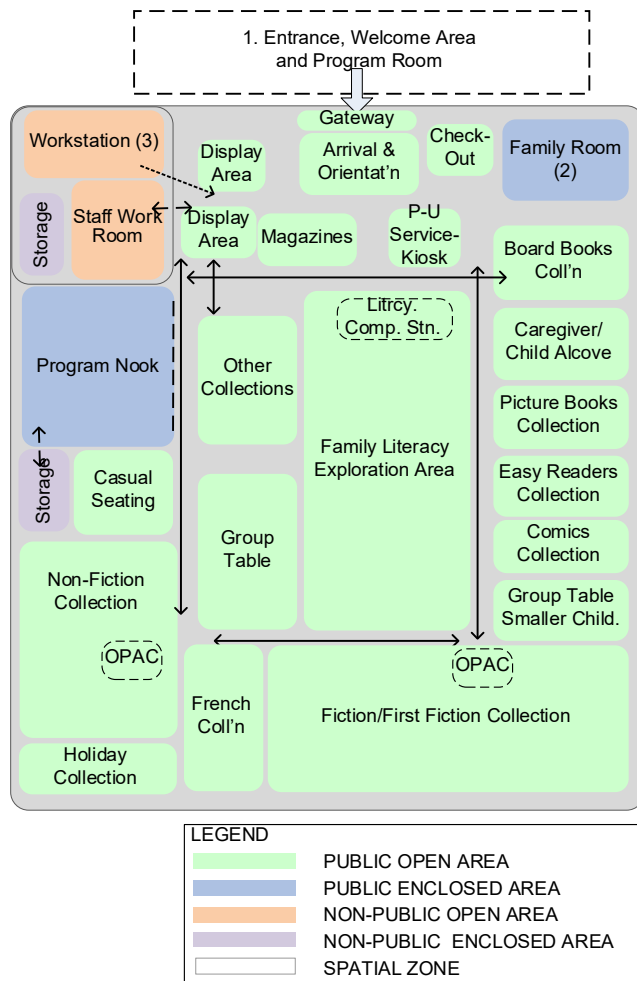 1. Entrance, Welcome Area
and Program Room
Gateway
Arrival &
Orientat'n
Check-
Out
Family Room
(2)
Workstation (3)
Display
Area
Storage
Staff Work
Room
Display
Area
Magazines
P-U
Service-
Kiosk
Board Books
Coll'n
Litrcy.
Comp. Stn.
Caregiver/
Child Alcove
Program Nook
Other
Collections
Picture Books
Collection
Family Literacy
Exploration Area
Storage
Casual
Seating
Easy Readers
Collection
Group
Table
Comics
Collection
Non-Fiction
Collection
Group Table
Smaller Child.
OPAC
OPAC
French
Coll'n
Fiction/First Fiction Collection
Holiday
Collection
LEGEND
PUBLIC OPEN AREA
PUBLIC ENCLOSED AREA
NON-PUBLIC OPEN AREA
NON-PUBLIC ENCLOSED AREA
SPATIAL ZONE